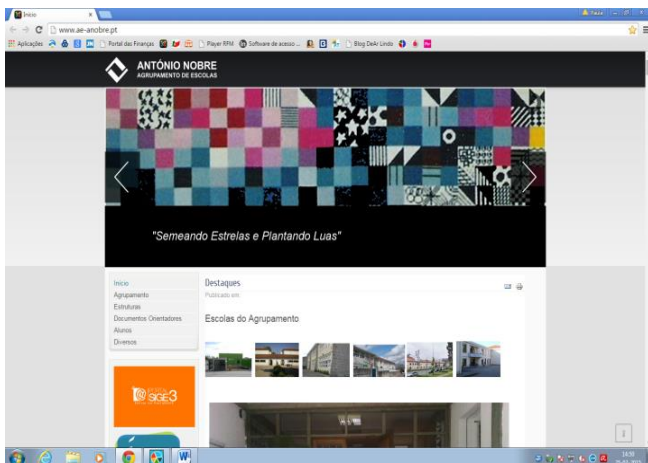 Início
www.ae-anobre.pt
Aplicações
Portal das Finanças
Player RFM
Software de acesso ...
Blog DeAr Lindo
ANTÓNIO NOBRE
AGRUPAMENTO DE ESCOLAS
"Semeando Estrelas e Plantando Luas"
Início
Agrupamento
Estruturas
Documentos Orientadores
Alunos
Diversos
Destaques
Publicado em
Escolas do Agrupamento
SIGE3
14:59